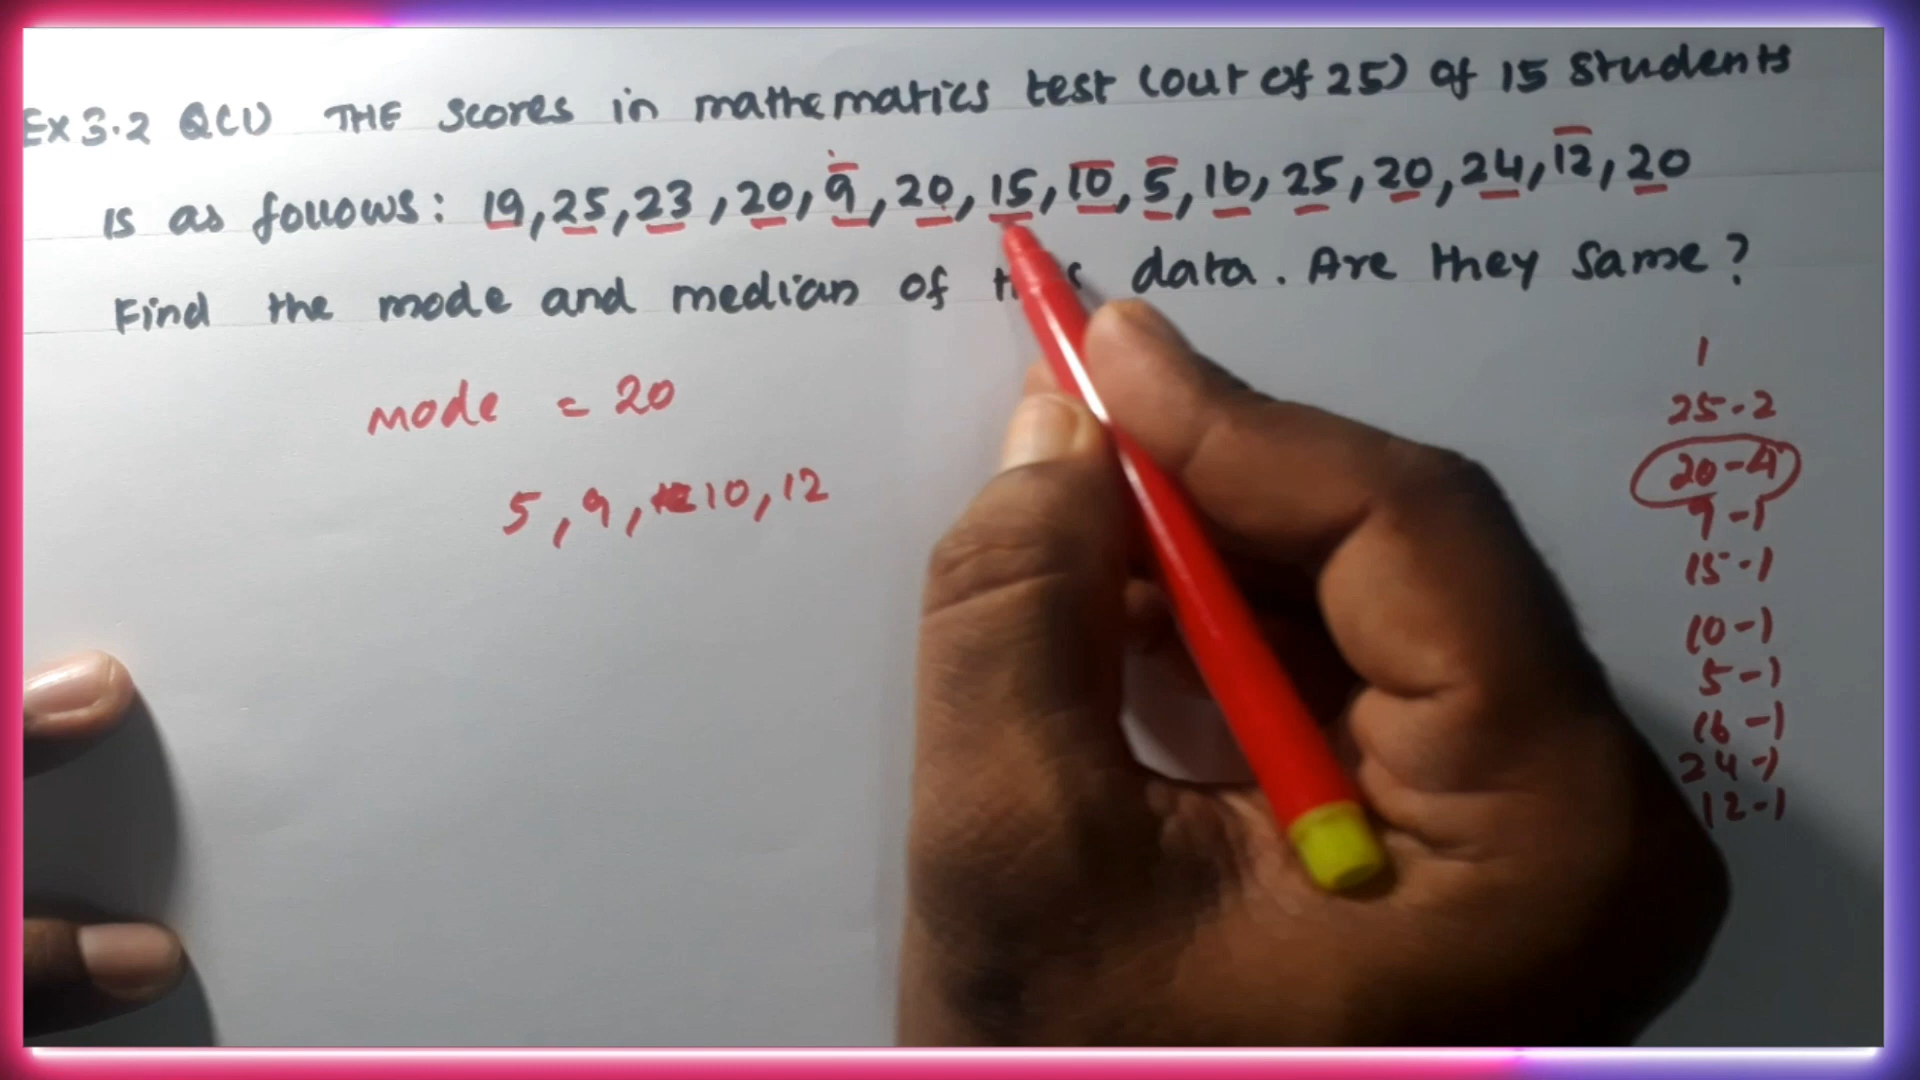 Ex 3.2 Q(1) THE scores in mathematics test (out of 25) of 15 students
is as follows: 19, 25, 23, 20, 9, 20, 15, 10, 5, 16, 25, 20, 24, 12, 20
Find the mode and median of data. Are they same?
mode = 20
5, 9, 10, 12
1
25-2
20-4
9-1
15-1
10-1
5-1
16-1
24-1
12-1